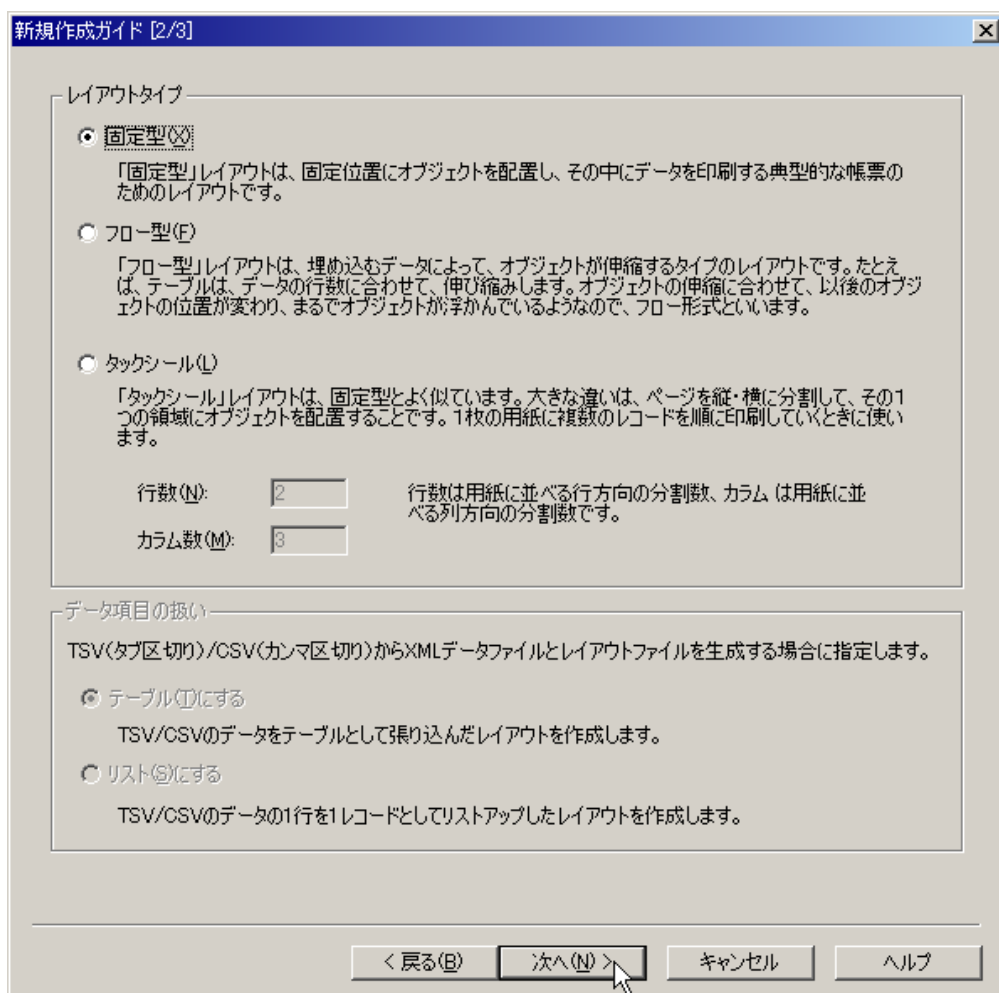 新規作成ガイド [2/3]
レイアウトタイプ
固定型(X)
「固定型」レイアウトは、固定位置にオブジェクトを配置し、その中にデータを印刷する典型的な帳票の
ためのレイアウトです。
フロー型(F)
「フロー型」レイアウトは、埋め込むデータによって、オブジェクトが伸縮するタイプのレイアウトです。たとえ
ば、テーブルは、データの行数に合わせて、伸び縮みします。オブジェクトの伸縮に合わせて、以後のオブジ
ェクトの位置が変わり、まるでオブジェクトが浮かんでいるようなので、フロー形式といいます。
タックシール(L)
「タックシール」レイアウトは、固定型とよく似ています。大きな違いは、ページを縦・横に分割して、その1
つの領域にオブジェクトを配置することです。1枚の用紙に複数のレコードを順に印刷していくときに使い
ます。
行数(N): 2 行数は用紙に並べる行方向の分割数、カラム は用紙に並
べる列方向の分割数です。
カラム数(M): 3
データ項目の扱い
TSV(タブ区切り)/CSV(カンマ区切り)からXMLデータファイルとレイアウトファイルを生成する場合に指定します。
テーブル(T)にする
TSV/CSVのデータをテーブルとして張り込んだレイアウトを作成します。
リスト(S)にする
TSV/CSVのデータの1行を1レコードとしてリストアップしたレイアウトを作成します。
< 戻る(B) 次へ(N) > キャンセル ヘルプ